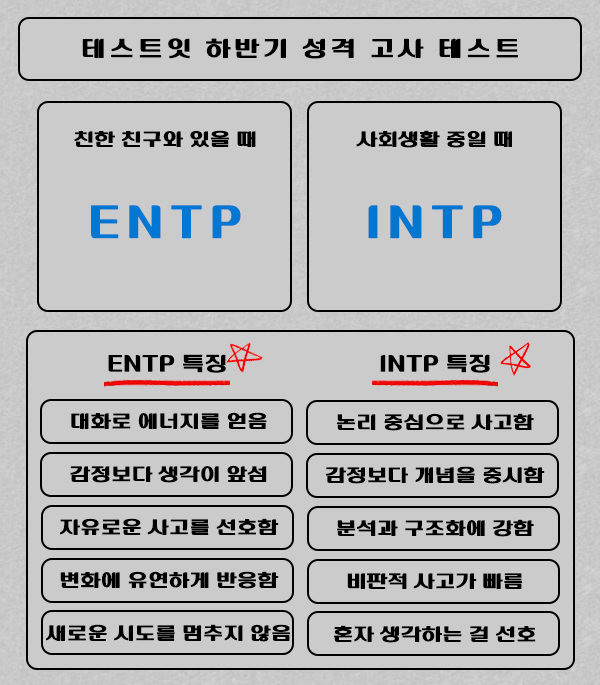 테스트잇 하반기 성격 고사 테스트
친한 친구와 있을 때
사회생활 중일 때
ENTP
INTP
ENTP 특징
INTP 특징
대화로 에너지를 얻음
논리 중심으로 사고함
감정보다 생각이 앞섬
감정보다 개념을 중시함
자유로운 사고를 선호함
분석과 구조화에 강함
변화에 유연하게 반응함
비판적 사고가 빠름
새로운 시도를 멈추지 않음
혼자 생각하는 걸 선호